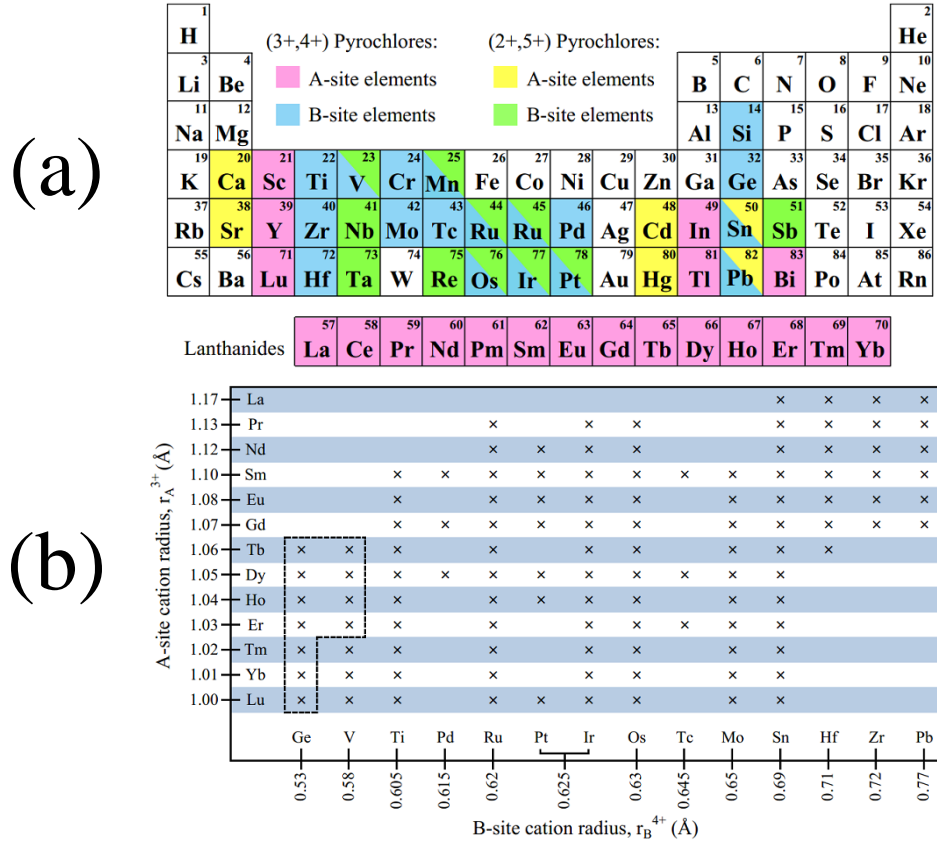 (a)
1 2
H He
(3+,4+) Pyrochlores: (2+,5+) Pyrochlores:
A-site elements A-site elements
B-site elements B-site elements
3 4 5 6 7 8 9 10
Li Be B C N O F Ne
11 12 13 14 15 16 17 18
Na Mg Al Si P S Cl Ar
19 20 21 22 23 24 25 26 27 28 29 30 31 32 33 34 35 36
K Ca Sc Ti V Cr Mn Fe Co Ni Cu Zn Ga Ge As Se Br Kr
37 38 39 40 41 42 43 44 45 46 47 48 49 50 51 52 53 54
Rb Sr Y Zr Nb Mo Tc Ru Ru Pd Ag Cd In Sn Sb Te I Xe
55 56 71 72 73 74 75 76 77 78 79 80 81 82 83 84 85 86
Cs Ba Lu Hf Ta W Re Os Ir Pt Au Hg Tl Pb Bi Po At Rn
57 58 59 60 61 62 63 64 65 66 67 68 69 70
Lanthanides La Ce Pr Nd Pm Sm Eu Gd Tb Dy Ho Er Tm Yb
(b)
A-site cation radius, rA3+ (Å)
1.17 La
1.13 Pr
1.12 Nd
1.10 Sm
1.08 Eu
1.07 Gd
1.06 Tb
1.05 Dy
1.04 Ho
1.03 Er
1.02 Tm
1.01 Yb
1.00 Lu
Ge V Ti Pd Ru Pt Ir Os Tc Mo Sn Hf Zr Pb
0.53 0.58 0.605 0.615 0.62 0.625 0.63 0.645 0.65 0.69 0.71 0.72 0.77
B-site cation radius, rB4+ (Å)